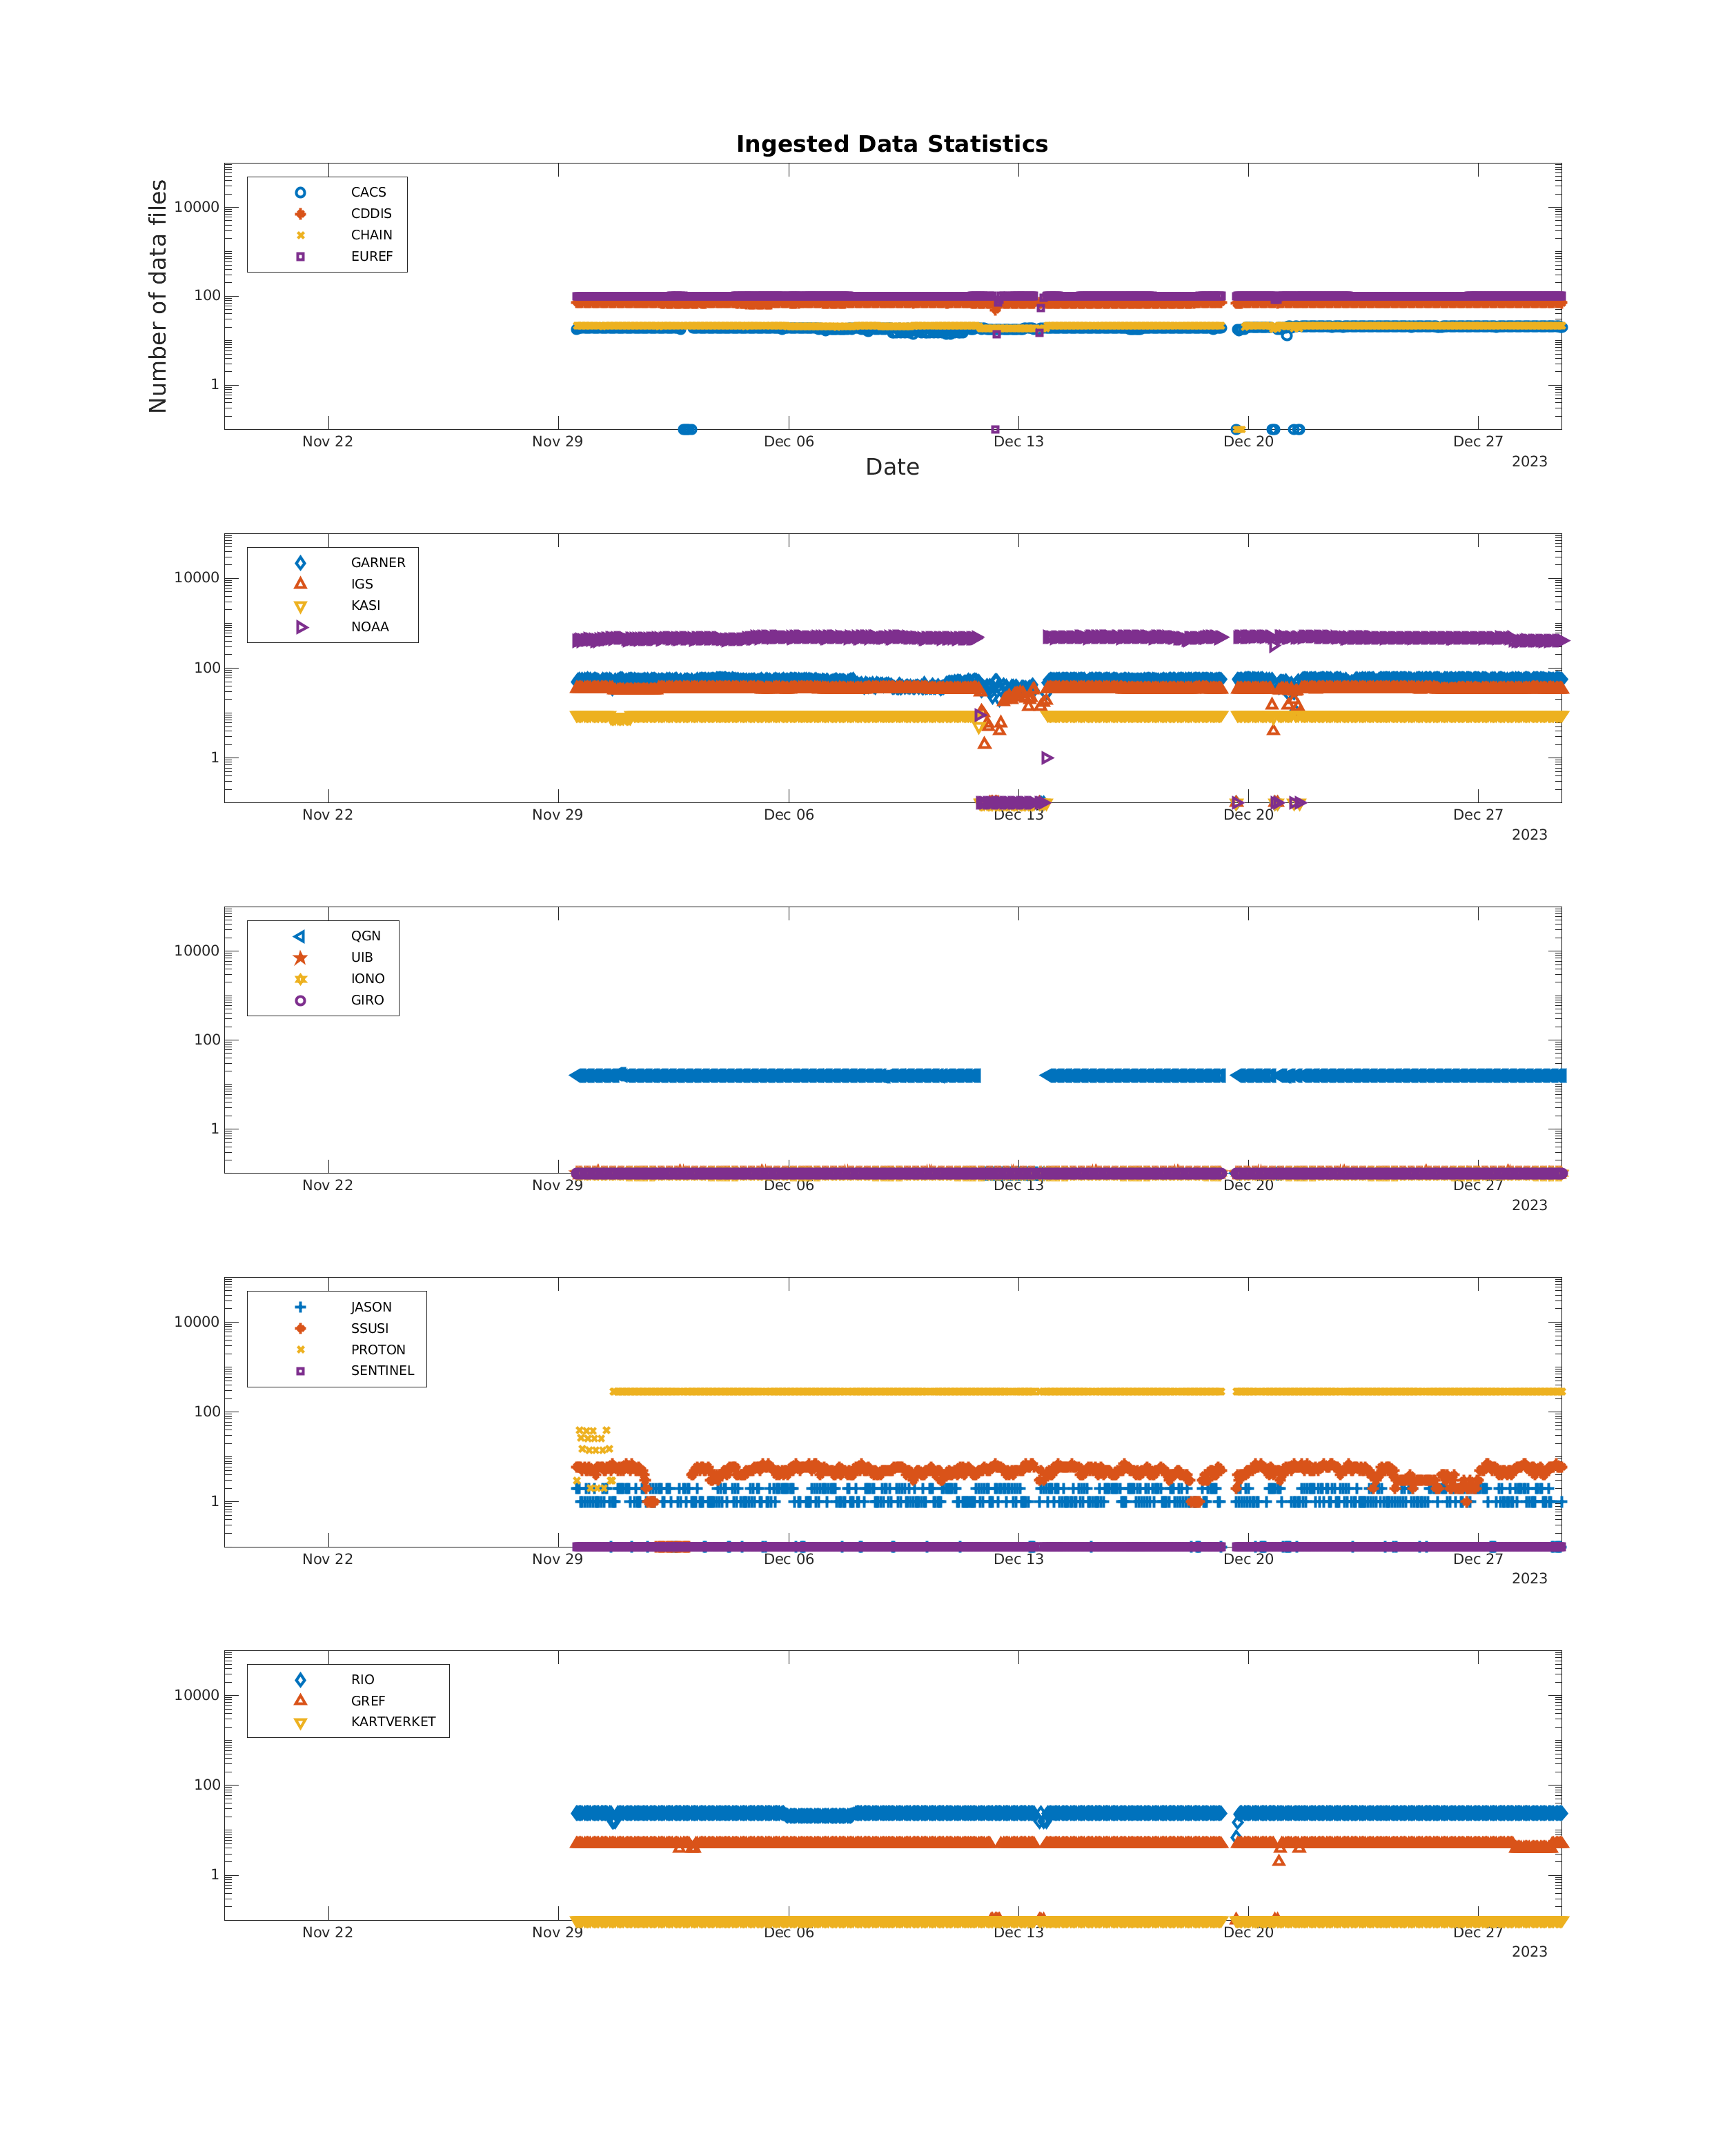 Ingested Data Statistics
Number of data files
10000
100
1
CACS
CDDIS
CHAIN
EUREF
Nov 22
Nov 29
Dec 06
Dec 13
Dec 20
Dec 27
2023
Date
10000
100
1
GARNER
IGS
KASI
NOAA
Nov 22
Nov 29
Dec 06
Dec 13
Dec 20
Dec 27
2023
10000
100
1
QGN
UIB
IONO
GIRO
Nov 22
Nov 29
Dec 06
Dec 13
Dec 20
Dec 27
2023
10000
100
1
JASON
SSUSI
PROTON
SENTINEL
Nov 22
Nov 29
Dec 06
Dec 13
Dec 20
Dec 27
2023
10000
100
1
RIO
GREF
KARTVERKET
Nov 22
Nov 29
Dec 06
Dec 13
Dec 20
Dec 27
2023